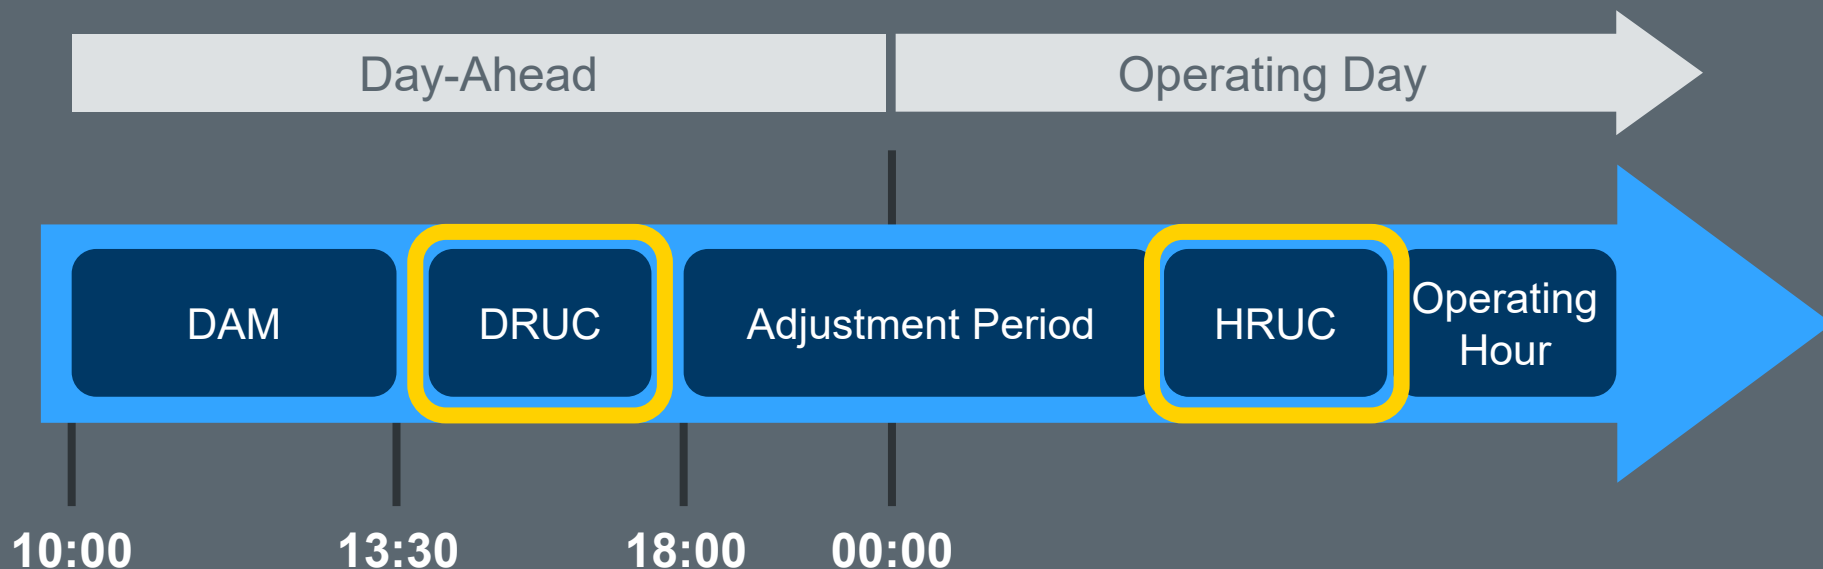 Day-Ahead
Operating Day
DAM
DRUC
Adjustment Period
HRUC
Operating
Hour
10:00
13:30
18:00
00:00